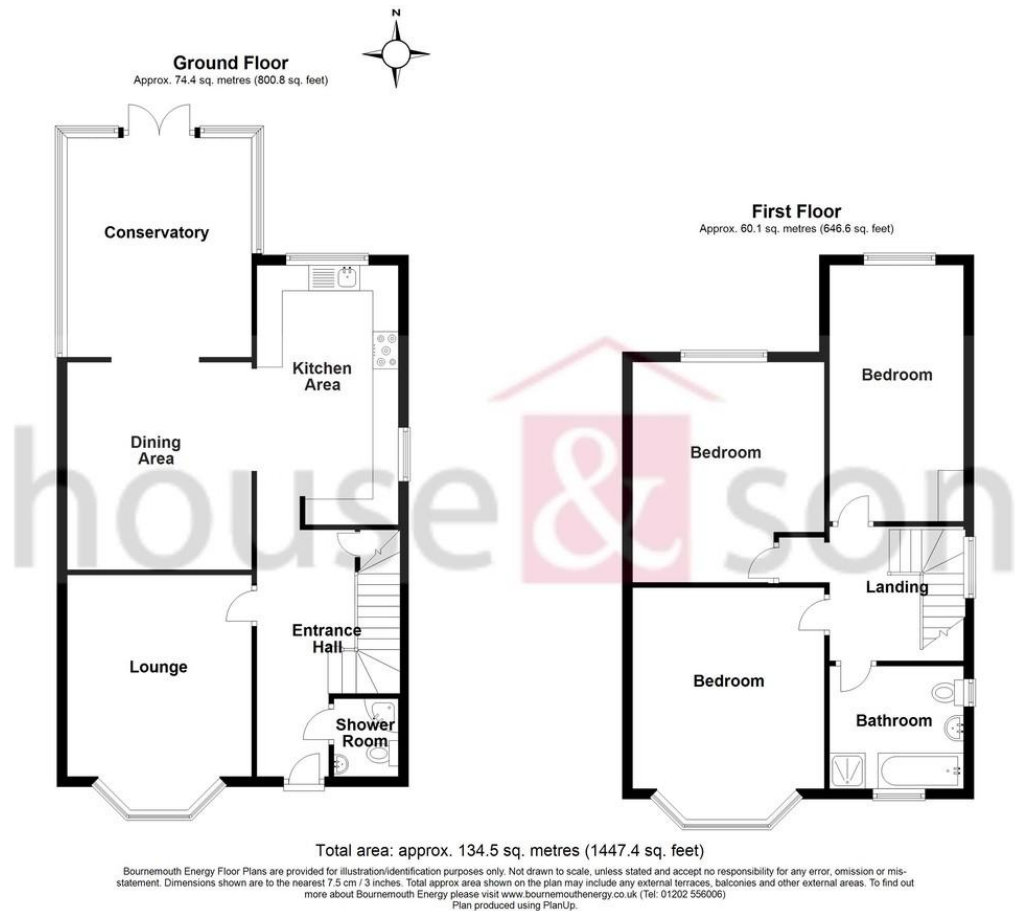 N
Ground Floor
Approx. 74.4 sq. metres (800.8 sq. feet)
Conservatory
Kitchen
Area
Dining
Area
Lounge
Entrance
Hall
Shower
Room
First Floor
Approx. 60.1 sq. metres (646.6 sq. feet)
Bedroom
Bedroom
Landing
Bedroom
Bathroom
house & son
Total area: approx. 134.5 sq. metres (1447.4 sq. feet)
Bournemouth Energy Floor Plans are provided for illustration/identification purposes only. Not drawn to scale, unless stated and accept no responsibility for any error, omission or mis-
statement. Dimensions shown are to the nearest 7.5 cm / 3 inches. Total approx area shown on the plan may include any external terraces, balconies and other external areas. To find out
more about Bournemouth Energy please visit www.bournemouthenergy.co.uk (Tel: 01202 556006)
Plan produced using PlanUp.